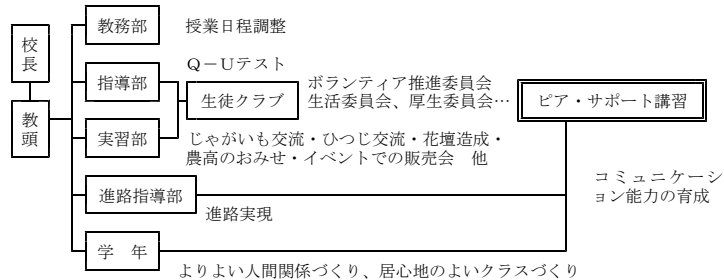 校長
教頭
教務部
授業日程調整
指導部
Q－Uテスト
生徒クラブ
ボランティア推進委員会
生活委員会、厚生委員会…
ピア・サポート講習
実習部
じゃがいも交流・ひつじ交流・花壇造成・
農高のおみせ・イベントでの販売会　他
コミュニケーシ
ョン能力の育成
進路指導部
進路実現
学　年
よりよい人間関係づくり、居心地のよいクラスづくり